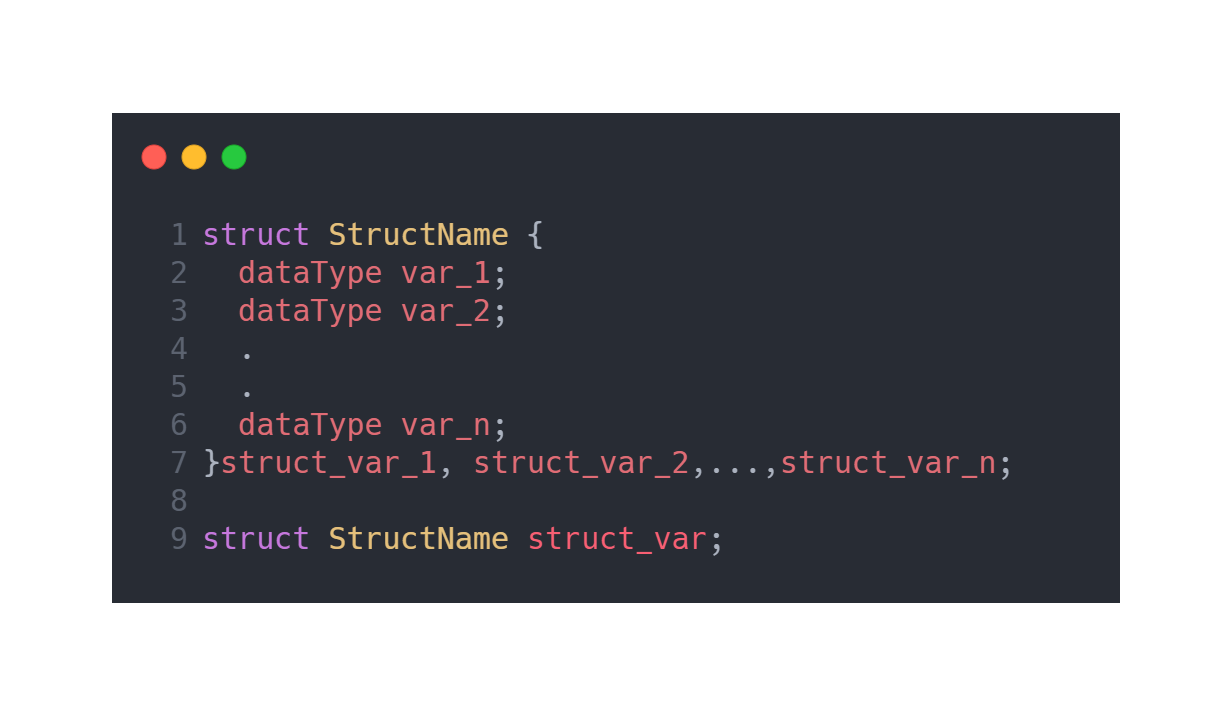 1 struct StructName {
2   dataType var_1;
3   dataType var_2;
4   .
5   .
6   dataType var_n;
7 }struct_var_1, struct_var_2,...,struct_var_n;
8
9 struct StructName struct_var;